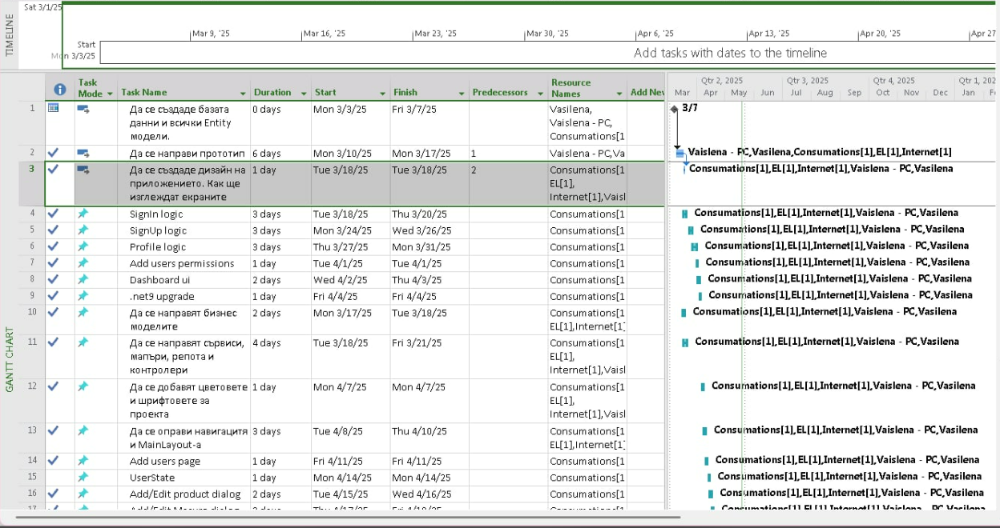 Sat 3/1/25
TIMELINE
Mar 9, '25 Mar 16, '25 Mar 23, '25 Mar 30, '25 Apr 6, '25 Apr 13, '25 Apr 20, '25 Apr 27
Start
Mon 3/3/25
Add tasks with dates to the timeline
GANTT CHART
Task Mode Task Name Duration Start Finish Predecessors Resource Names Add New
Qtr 2, 2025 Qtr 3, 2025 Qtr 4, 2025 Qtr 1, 202
Mar Apr May Jun Jul Aug Sep Oct Nov Dec Jan
1 Да се създаде база­та 0 days Mon 3/3/25 Fri 3/7/25 Vasilena, 3/7
данни и всички Entity Vaislena - PC,
модели. Consumations[1
2 Да се направи прототип 6 days Mon 3/10/25 Mon 3/17/25 1 Vaislena - PC,Va Vaislena - PC,Vasilena,Consumations[1],EL[1],Internet[1]
3 Да се създаде дизайн на 1 day Tue 3/18/25 Tue 3/18/25 2 Consumations[1 Consumations[1],EL[1],Internet[1],Vaislena - PC,Vasilena
приложението. Как ще EL[1],
изглеждат екраните Internet[1],Vaisl
4 SignIn logic 3 days Tue 3/18/25 Thu 3/20/25 Consumations[1 Consumations[1],EL[1],Internet[1],Vaislena - PC,Vasilena
5 SignUp logic 3 days Mon 3/24/25 Wed 3/26/25 Consumations[1 Consumations[1],EL[1],Internet[1],Vaislena - PC,Vasilena
6 Profile logic 3 days Thu 3/27/25 Mon 3/31/25 Consumations[1 Consumations[1],EL[1],Internet[1],Vaislena - PC,Vasilena
7 Add users permissions 1 day Tue 4/1/25 Tue 4/1/25 Consumations[1 Consumations[1],EL[1],Internet[1],Vaislena - PC,Vasilena
8 Dashboard ui 2 days Wed 4/2/25 Thu 4/3/25 Consumations[1 Consumations[1],EL[1],Internet[1],Vaislena - PC,Vasilena
9 .net9 upgrade 1 day Fri 4/4/25 Fri 4/4/25 Consumations[1 Consumations[1],EL[1],Internet[1],Vaislena - PC,Vasilena
10 Да се направят бизнес 2 days Mon 3/17/25 Tue 3/18/25 Consumations[1 Consumations[1],EL[1],Internet[1],Vaislena - PC,Vasilena
моделите EL[1],Internet[1]
11 Да се направят сървиси, 4 days Tue 3/18/25 Fri 3/21/25 Consumations[1 Consumations[1],EL[1],Internet[1],Vaislena - PC,Vasilena
мапъри, репота и EL[1],
контролери Internet[1],Vaisl
12 Да се добавят цветовете 1 day Mon 4/7/25 Mon 4/7/25 Consumations[1 Consumations[1],EL[1],Internet[1],Vaislena - PC,Vasilena
и шрифтовете за EL[1],
проекта Internet[1],Vaisl
13 Да се оправи навигацията 3 days Tue 4/8/25 Thu 4/10/25 Consumations[1 Consumations[1],EL[1],Internet[1],Vaislena - PC,Vasilena
и MainLayout-а EL[1],Internet[1]
14 Add users page 1 day Fri 4/11/25 Fri 4/11/25 Consumations[1 Consumations[1],EL[1],Internet[1],Vaislena - PC,Vasilena
15 UserState 1 day Mon 4/14/25 Mon 4/14/25 Consumations[1 Consumations[1],EL[1],Internet[1],Vaislena - PC,Vasilena
16 Add/Edit product dialog 2 days Tue 4/15/25 Wed 4/16/25 Consumations[1 Consumations[1],EL[1],Internet[1],Vaislena - PC,Vasilena